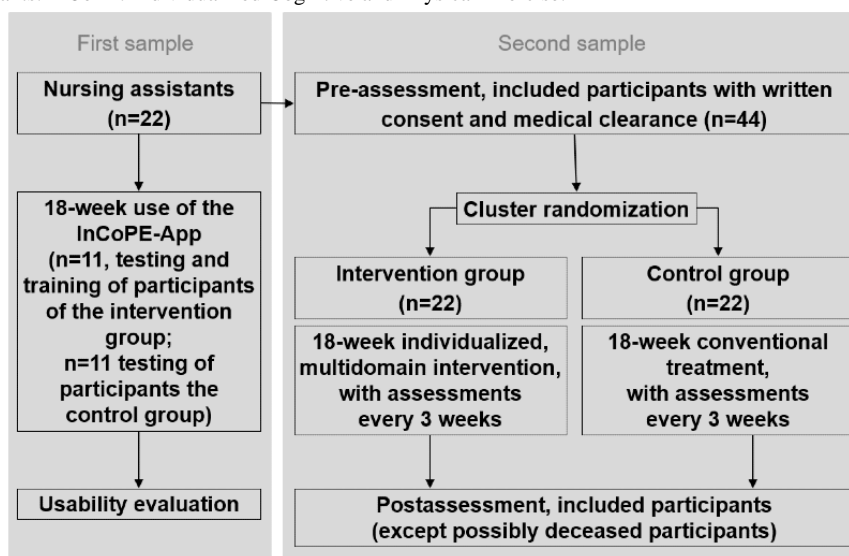 First sample
Second sample
Nursing assistants
(n=22)
Pre-assessment, included participants with written
consent and medical clearance (n=44)
18-week use of the
InCoPE-App
(n=11, testing and
training of participants
of the intervention
group;
n=11 testing of
participants the
control group)
Cluster randomization
Intervention group
(n=22)
Control group
(n=22)
18-week individualized,
multidomain intervention,
with assessments
every 3 weeks
18-week conventional
treatment,
with assessments
every 3 weeks
Usability evaluation
Postassessment, included participants
(except possibly deceased participants)